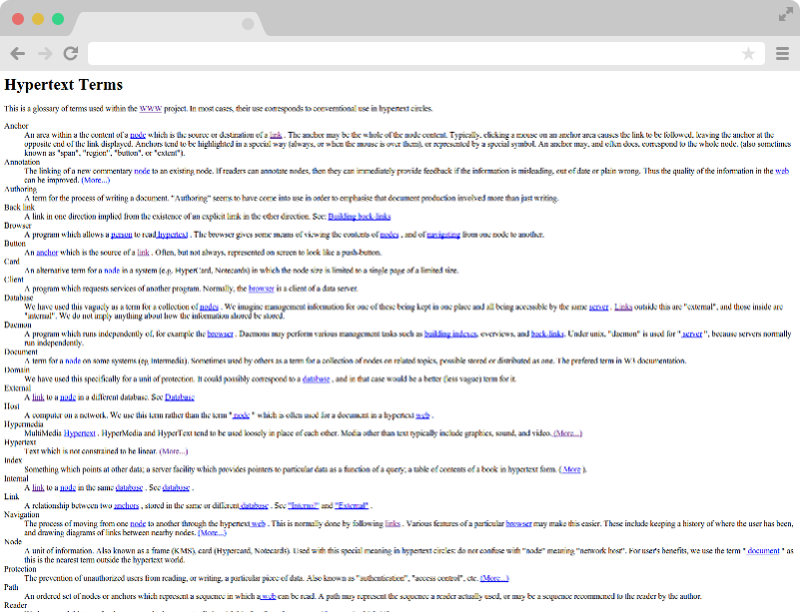 Hypertext Terms
This is a glossary of terms used within the WWW project. In most cases, their use corresponds to conventional use in hypertext circles.
Anchor
An area within a the content of a node which is the source or destination of a link . The anchor may be the whole of the node content. Typically, clicking a mouse on an anchor area causes the link to be followed, leaving the anchor at the
opposite end of the link displayed. Anchors tend to be highlighted in a special way (always, or when the mouse is over them), or represented by a special symbol. An anchor may, and often does, correspond to the whole node. (also sometimes
known as "span", "region", "button", or "extent").
Annotation
The linking of a new commentary node to an existing node. If readers can annotate nodes, then they can immediately provide feedback if the information is misleading, out of date or plain wrong. Thus the quality of the information in the web
can be improved. (More...)
Authoring
A term for the process of writing a document. "Authoring" seems to have come into use in order to emphasise that document production involved more than just writing.
Back link
A link in one direction implied from the existence of an explicit link in the other direction. See: Building back-links
Browser
A program which allows a person to read hypertext . The browser gives some means of viewing the contents of nodes , and of navigating from one node to another.
Button
An anchor which is the source of a link . Often, but not always, represented on screen to look like a push-button.
Card
An alternative term for a node in a system (e.g. HyperCard, Notecards) in which the node size is limited to a single page of a limited size.
Client
A program which requests services of another program. Normally, the browser is a client of a data server.
Database
We have used this vaguely as a term for a collection of nodes . We imagine management information for one of these being kept in one place and all being accessible by the same server . Links outside this are "external", and those inside are
"internal". We do not imply anything about how the information shored be stored.
Daemon
A program which runs independently of, for example the browser . Daemons may perform various management tasks such as building indexes, overviews, and back-links. Under unix, "daemon" is used for " server ", because servers normally
run independently.
Document
A term for a node on some systems (eg, Intermedia). Sometimes used by others as a term for a collection of nodes on related topics, possible stored or distributed as one. The prefered term in W3 documentation.
Domain
We have used this specifically for a unit of protection. It could possibly correspond to a database , and in that case would be a better (less vague) term for it.
External
A link to a node in a different database. See Database
Host
A computer on a network. We use this term rather than the term " node " which is often used for a document in a hypertext web .
Hypermedia
MultiMedia Hypertext . HyperMedia and HyperText tend to be used loosely in place of each other. Media other than text typically include graphics, sound, and video. (More...)
Hypertext
Text which is not constrained to be linear. (More...)
Index
Something which points at other data; a server facility which provides pointers to particular data as a function of a query; a table of contents of a book in hypertext form. ( More ).
Internal
A link to a node in the same database . See database .
Link
A relationship between two anchors , stored in the same or different database . See "Internal" and "External" .
Navigation
The process of moving from one node to another through the hypertext web . This is normally done by following links . Various features of a particular browser may make this easier. These include keeping a history of where the user has been,
and drawing diagrams of links between nearby nodes. (More...)
Node
A unit of information. Also known as a frame (KMS), card (Hypercard, Notecards). Used with this special meaning in hypertext circles: do not confuse with "node" meaning "network host". For user's benefits, we use the term " document " as
this is the nearest term outside the hypertext world.
Protection
The prevention of unauthorized users from reading, or writing, a particular piece of data. Also known as "authentication", "access control", etc. (More...)
Path
An ordered set of nodes or anchors which represent a sequence in which a web can be read. A path may represent the sequence a reader actually used, or may be a sequence recommened to the reader by the author.
Reader